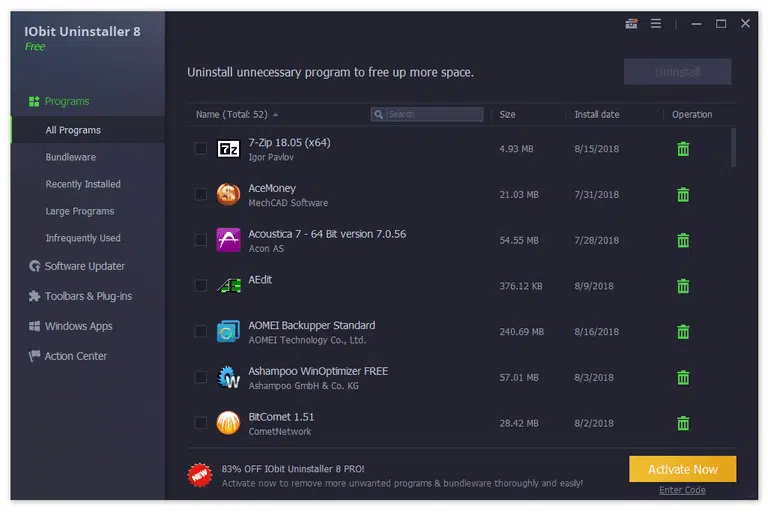 IObit Uninstaller 8
Free
Uninstall unnecessary program to free up more space.
Uninstall
Programs
All Programs
Bundleware
Recently Installed
Large Programs
Infrequently Used
Software Updater
Toolbars & Plug-ins
Windows Apps
Action Center
Name (Total: 52) Search Size Install date Operation
7-Zip 18.05 (x64)
Igor Pavlov
4.93 MB 8/15/2018
AceMoney
MechCAD Software
21.03 MB 7/31/2018
Acoustica 7 - 64 Bit version 7.0.56
Acon AS
54.55 MB 7/28/2018
AEdit
376.12 KB 8/9/2018
AOMEI Backupper Standard
AOMEI Technology Co., Ltd.
240.69 MB 8/16/2018
Ashampoo WinOptimizer FREE
Ashampoo GmbH & Co. KG
57.01 MB 8/3/2018
BitComet 1.51
CometNetwork
28.42 MB 8/2/2018
NEW
83% OFF IObit Uninstaller 8 PRO!
Activate now to remove more unwanted programs & bundleware thoroughly and easily!
Activate Now
Enter Code